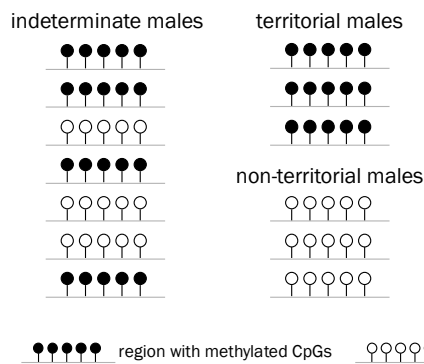 indeterminate males
territorial males
non-territorial males
region with methylated CpGs